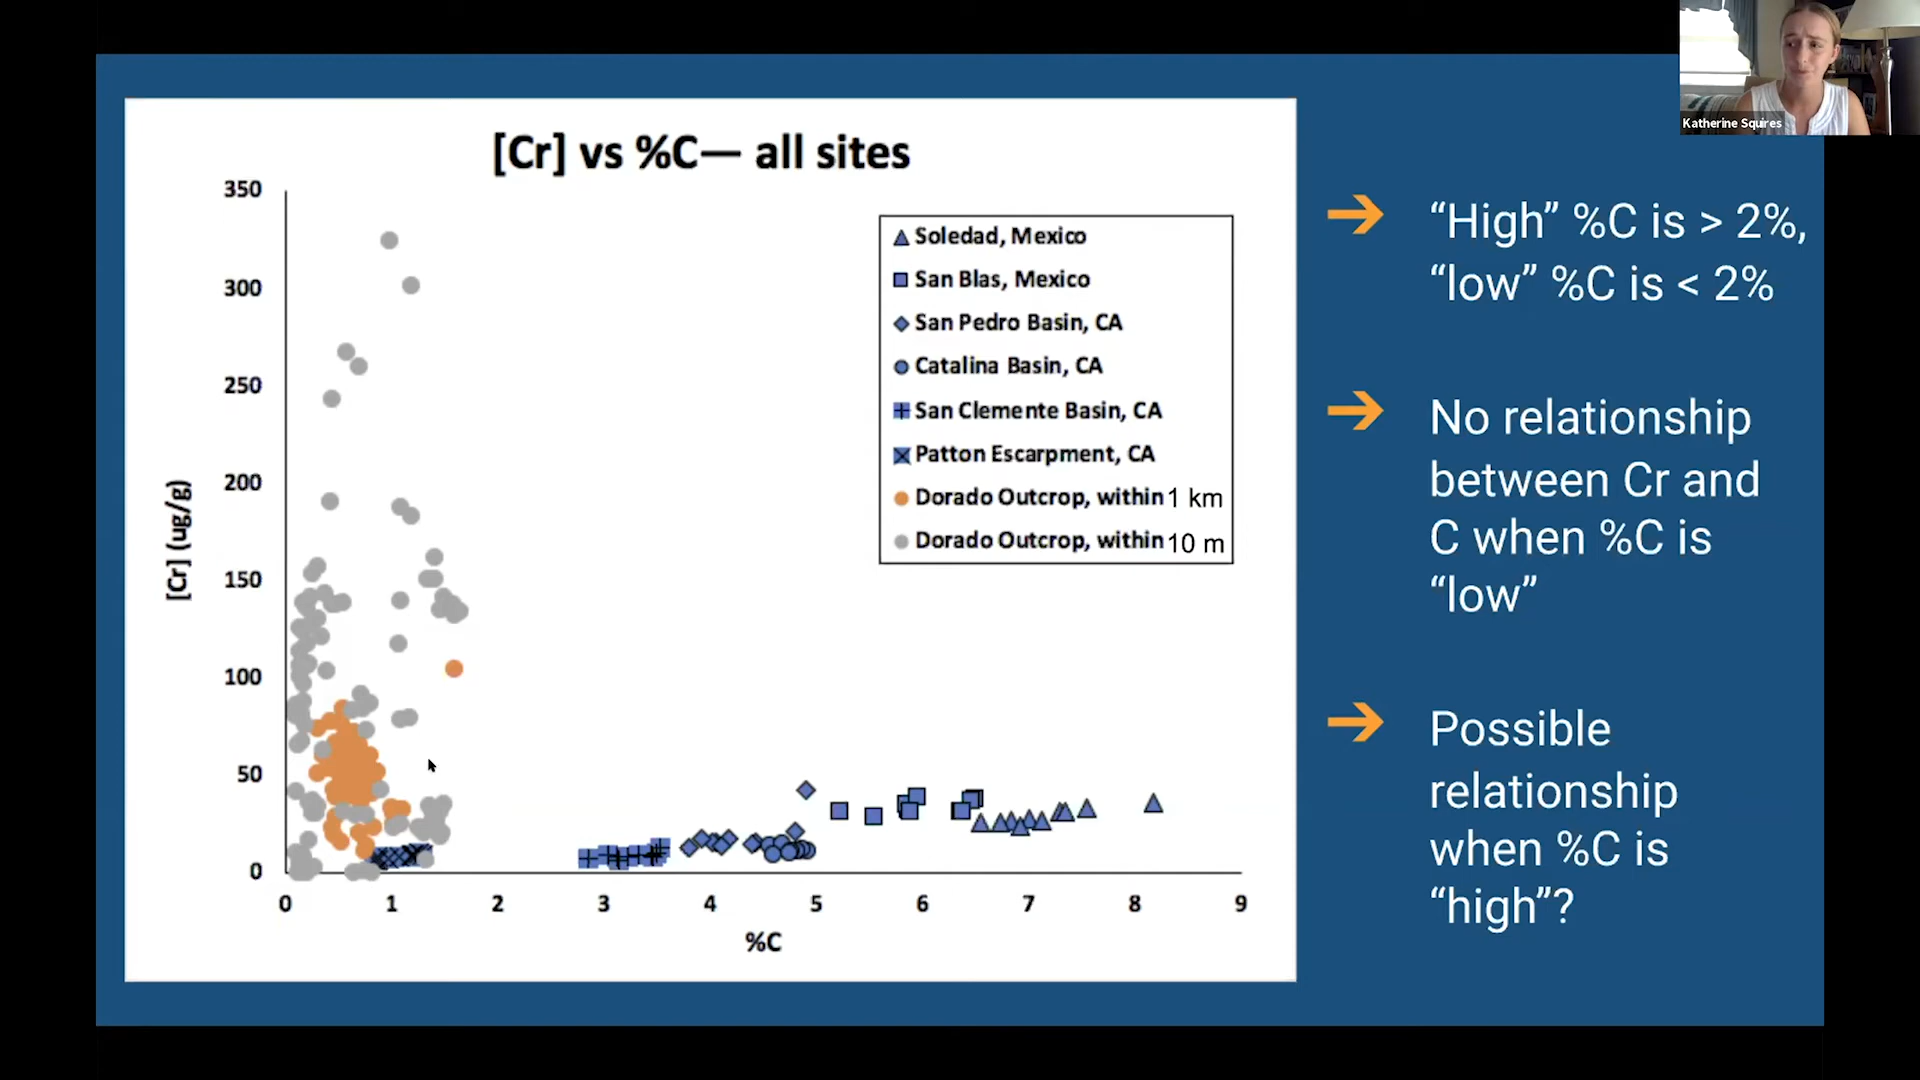 Katherine Squires
[Cr] vs %C— all sites
350
300
250
200
150
100
50
0
[Cr] (ug/g)
0 1 2 3 4 5 6 7 8 9
%C
Soledad, Mexico
San Blas, Mexico
San Pedro Basin, CA
Catalina Basin, CA
San Clemente Basin, CA
Patton Escarpment, CA
Dorado Outcrop, within 1 km
Dorado Outcrop, within 10 m
“High” %C is > 2%,
“low” %C is < 2%
No relationship
between Cr and
C when %C is
“low”
Possible
relationship
when %C is
“high”?